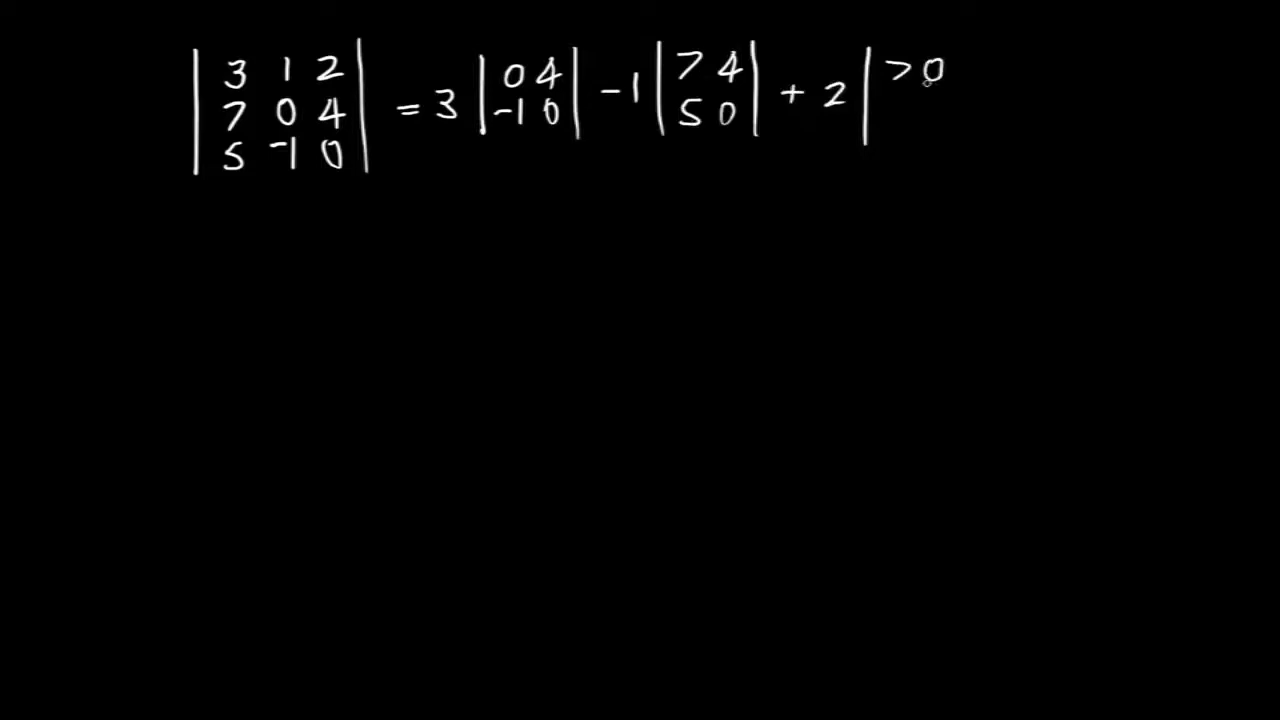 | 3 1 2 |
| 7 0 4 | = 3 | 0 4 | - 1 | 7 4 | + 2 | 7 0
| 5 -1 0 | | -1 0 | | 5 0 |